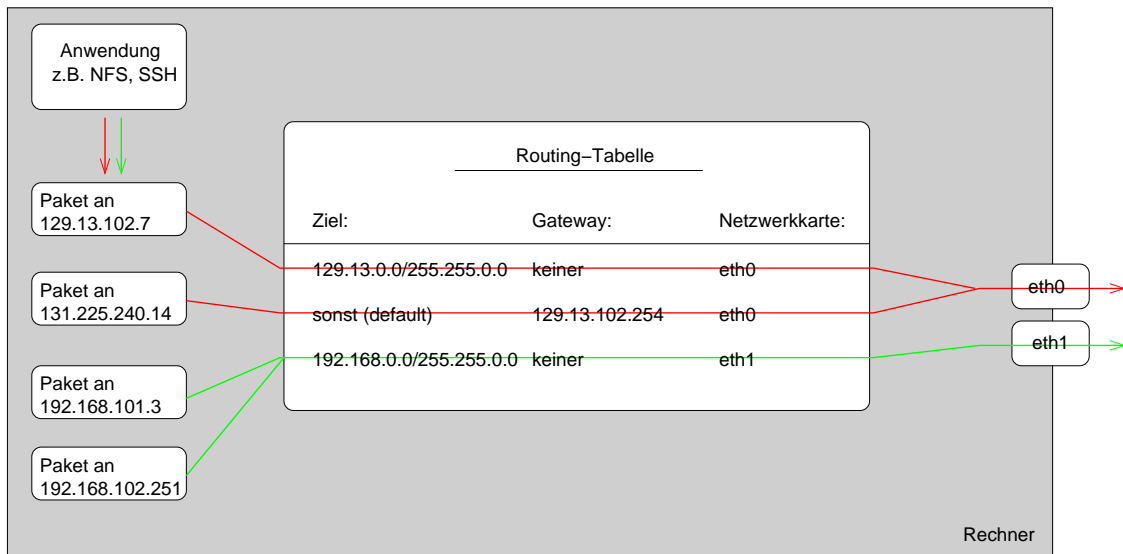 Anwendung
z.B. NFS, SSH
Paket an
129.13.102.7
Paket an
131.225.240.14
Paket an
192.168.101.3
Paket an
192.168.102.251
Routing-Tabelle
Ziel: Gateway: Netzwerkkarte:
129.13.0.0/255.255.0.0 keiner eth0
sonst (default) 129.13.102.254 eth0
192.168.0.0/255.255.0.0 keiner eth1
eth0
eth1
Rechner